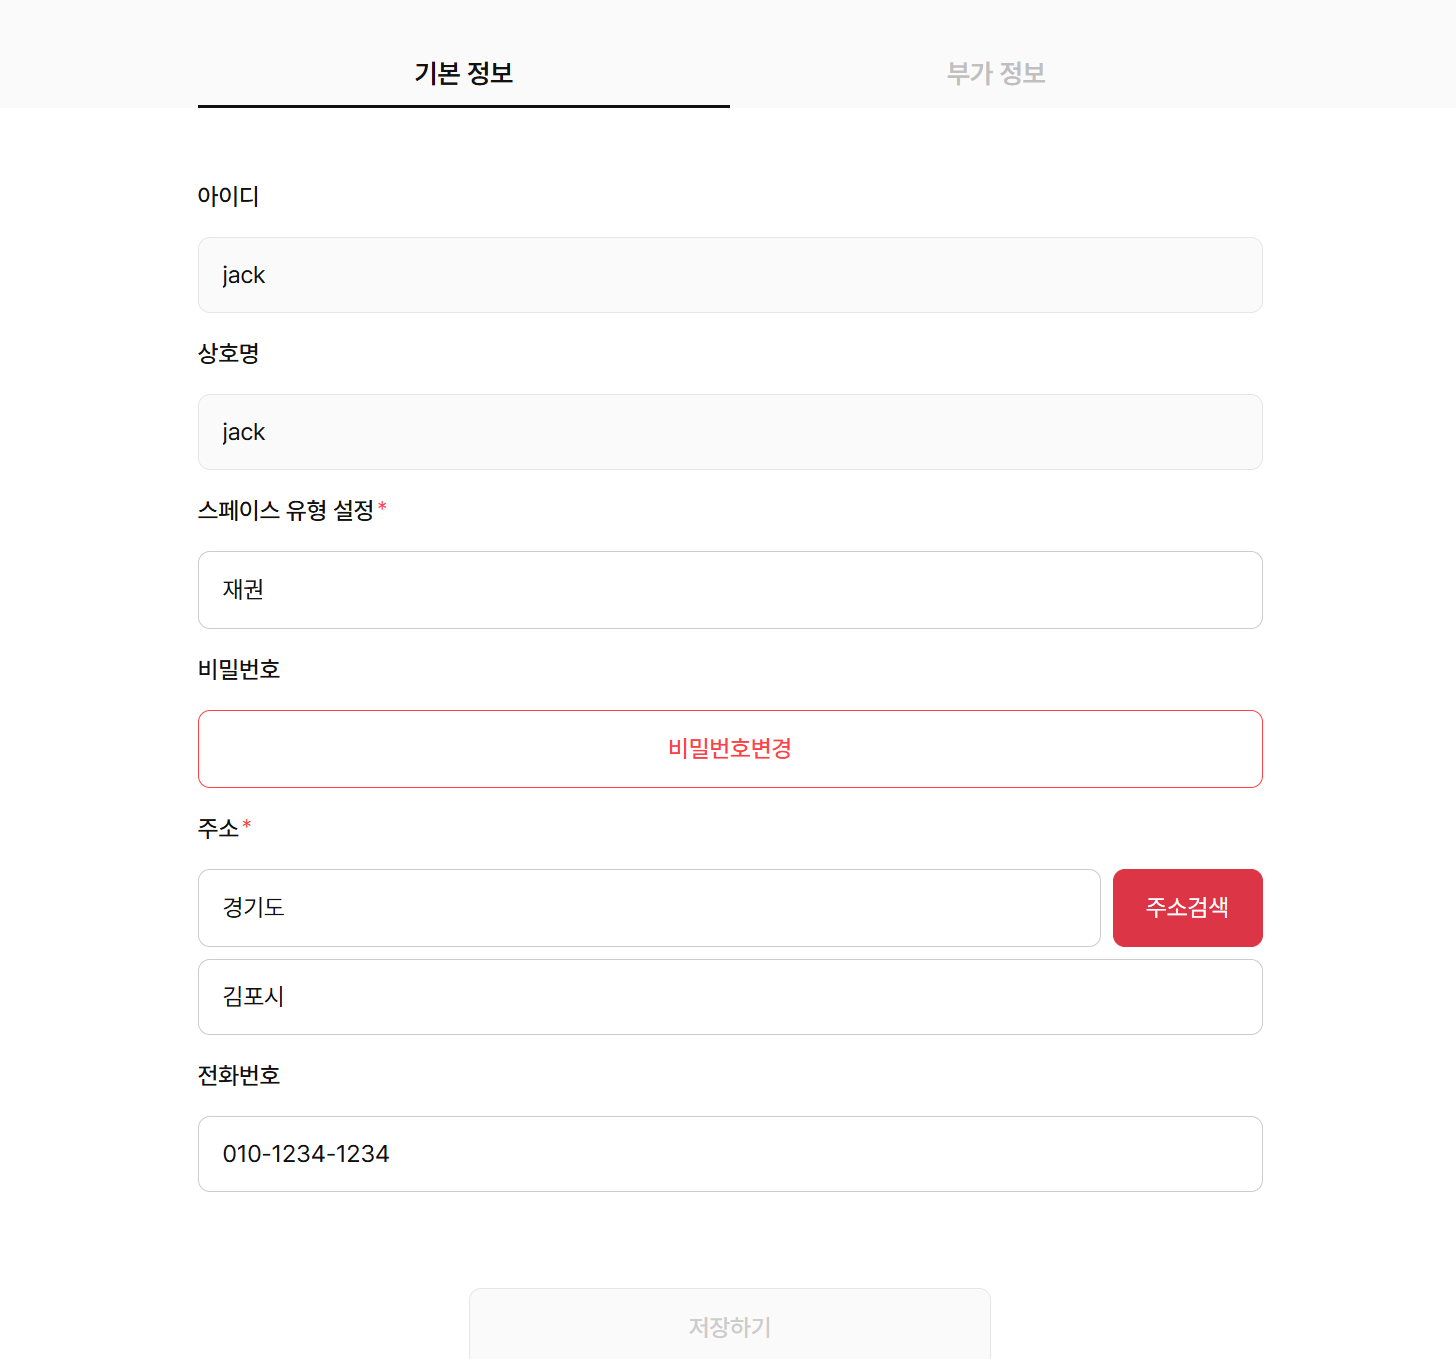 기본 정보 부가 정보
아이디
jack
상호명
jack
스페이스 유형 설정*
재권
비밀번호
비밀번호변경
주소*
경기도 주소검색
김포시
전화번호
010-1234-1234
저장하기